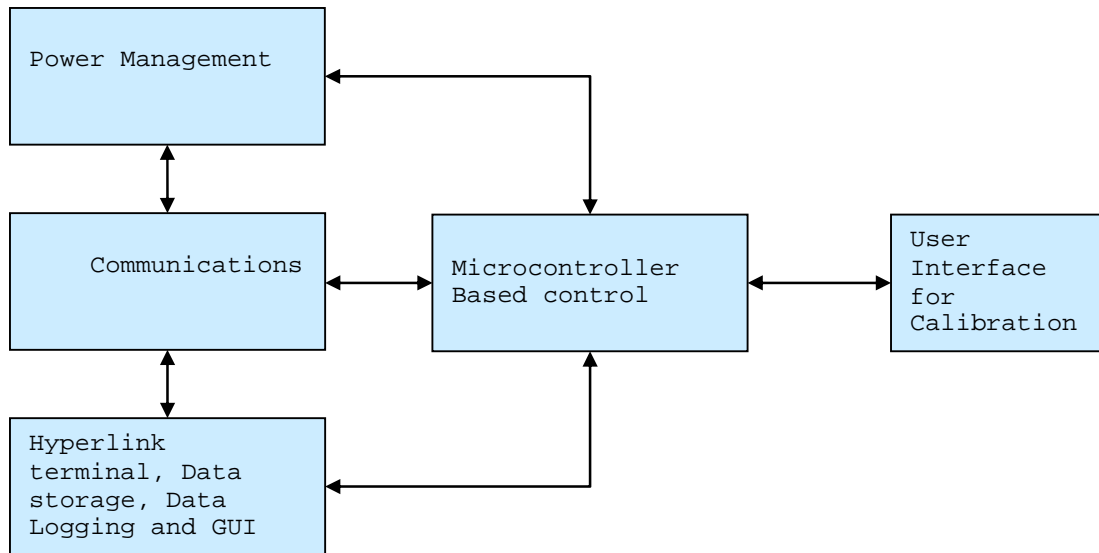 Power Management
Communications
Microcontroller
Based control
User
Interface
for
Calibration
Hyperlink
terminal, Data
storage, Data
Logging and GUI